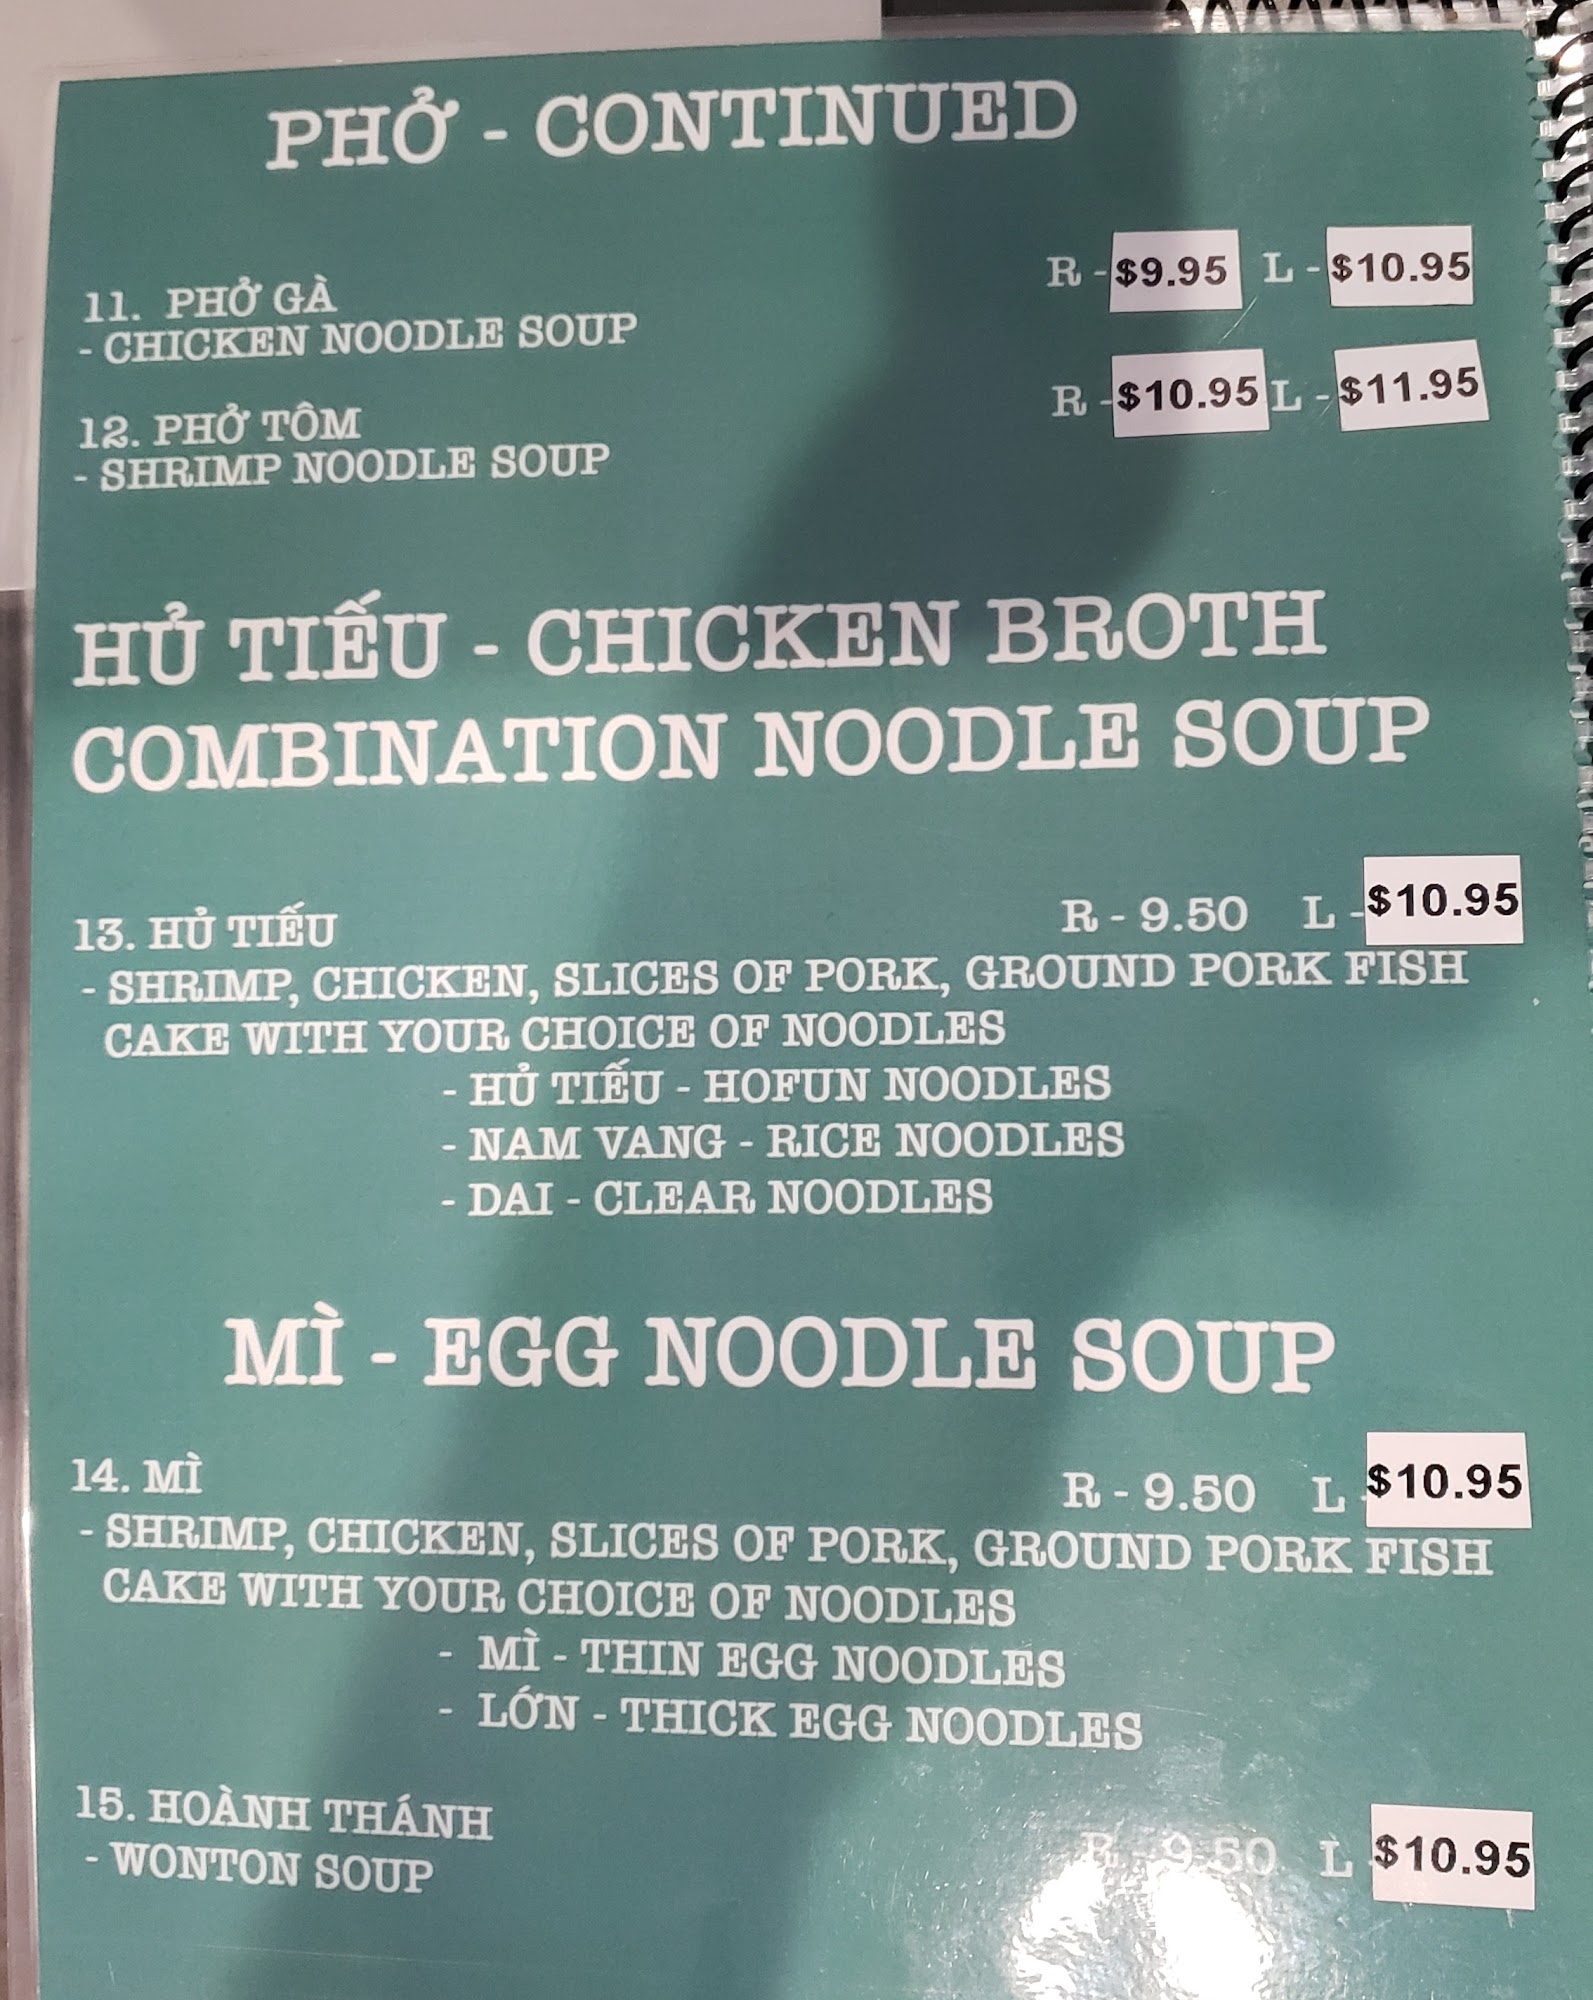 PHỞ - CONTINUED
11. PHỞ GÀ R - $9.95 L - $10.95
- CHICKEN NOODLE SOUP
12. PHỞ TÔM R - $10.95 L - $11.95
- SHRIMP NOODLE SOUP
HỦ TIẾU - CHICKEN BROTH
COMBINATION NOODLE SOUP
13. HỦ TIẾU R - 9.50 L - $10.95
- SHRIMP, CHICKEN, SLICES OF PORK, GROUND PORK FISH
CAKE WITH YOUR CHOICE OF NOODLES
- HỦ TIẾU - HOFUN NOODLES
- NAM VANG - RICE NOODLES
- DAI - CLEAR NOODLES
MÌ - EGG NOODLE SOUP
14. MÌ R - 9.50 L - $10.95
- SHRIMP, CHICKEN, SLICES OF PORK, GROUND PORK FISH
CAKE WITH YOUR CHOICE OF NOODLES
- MÌ - THIN EGG NOODLES
- LỚN - THICK EGG NOODLES
15. HOÀNH THÁNH R - 9.50 L $10.95
- WONTON SOUP